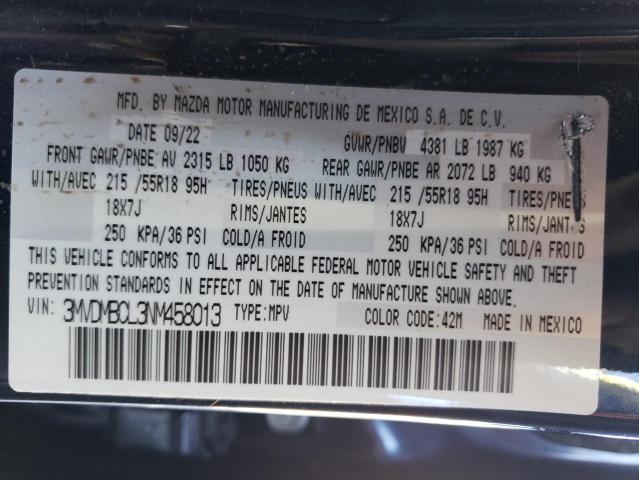 MFD. BY MAZDA MOTOR MANUFACTURING DE MEXICO S.A. DE C.V.
DATE 09/22 GVWR/PNBV 4381 LB 1987 KG
FRONT GAWR/PNBE AV 2315 LB 1050 KG REAR GAWR/PNBE AR 2072 LB 940 KG
WITH/AVEC 215 /55R18 95H TIRES/PNEUS WITH/AVEC 215 /55R18 95H TIRES/PNEUS
18X7J RIMS/JANTES 18X7J RIMS/JANTES
250 KPA/36 PSI COLD/A FROID 250 KPA/36 PSI COLD/A FROID
THIS VEHICLE CONFORMS TO ALL APPLICABLE FEDERAL MOTOR VEHICLE SAFETY AND THEFT
PREVENTION STANDARDS IN EFFECT ON THE DATE OF MANUFACTURE SHOWN ABOVE.
VIN: 3MVDMBCL3NM458013 TYPE:MPV COLOR CODE:42M MADE IN MEXICO